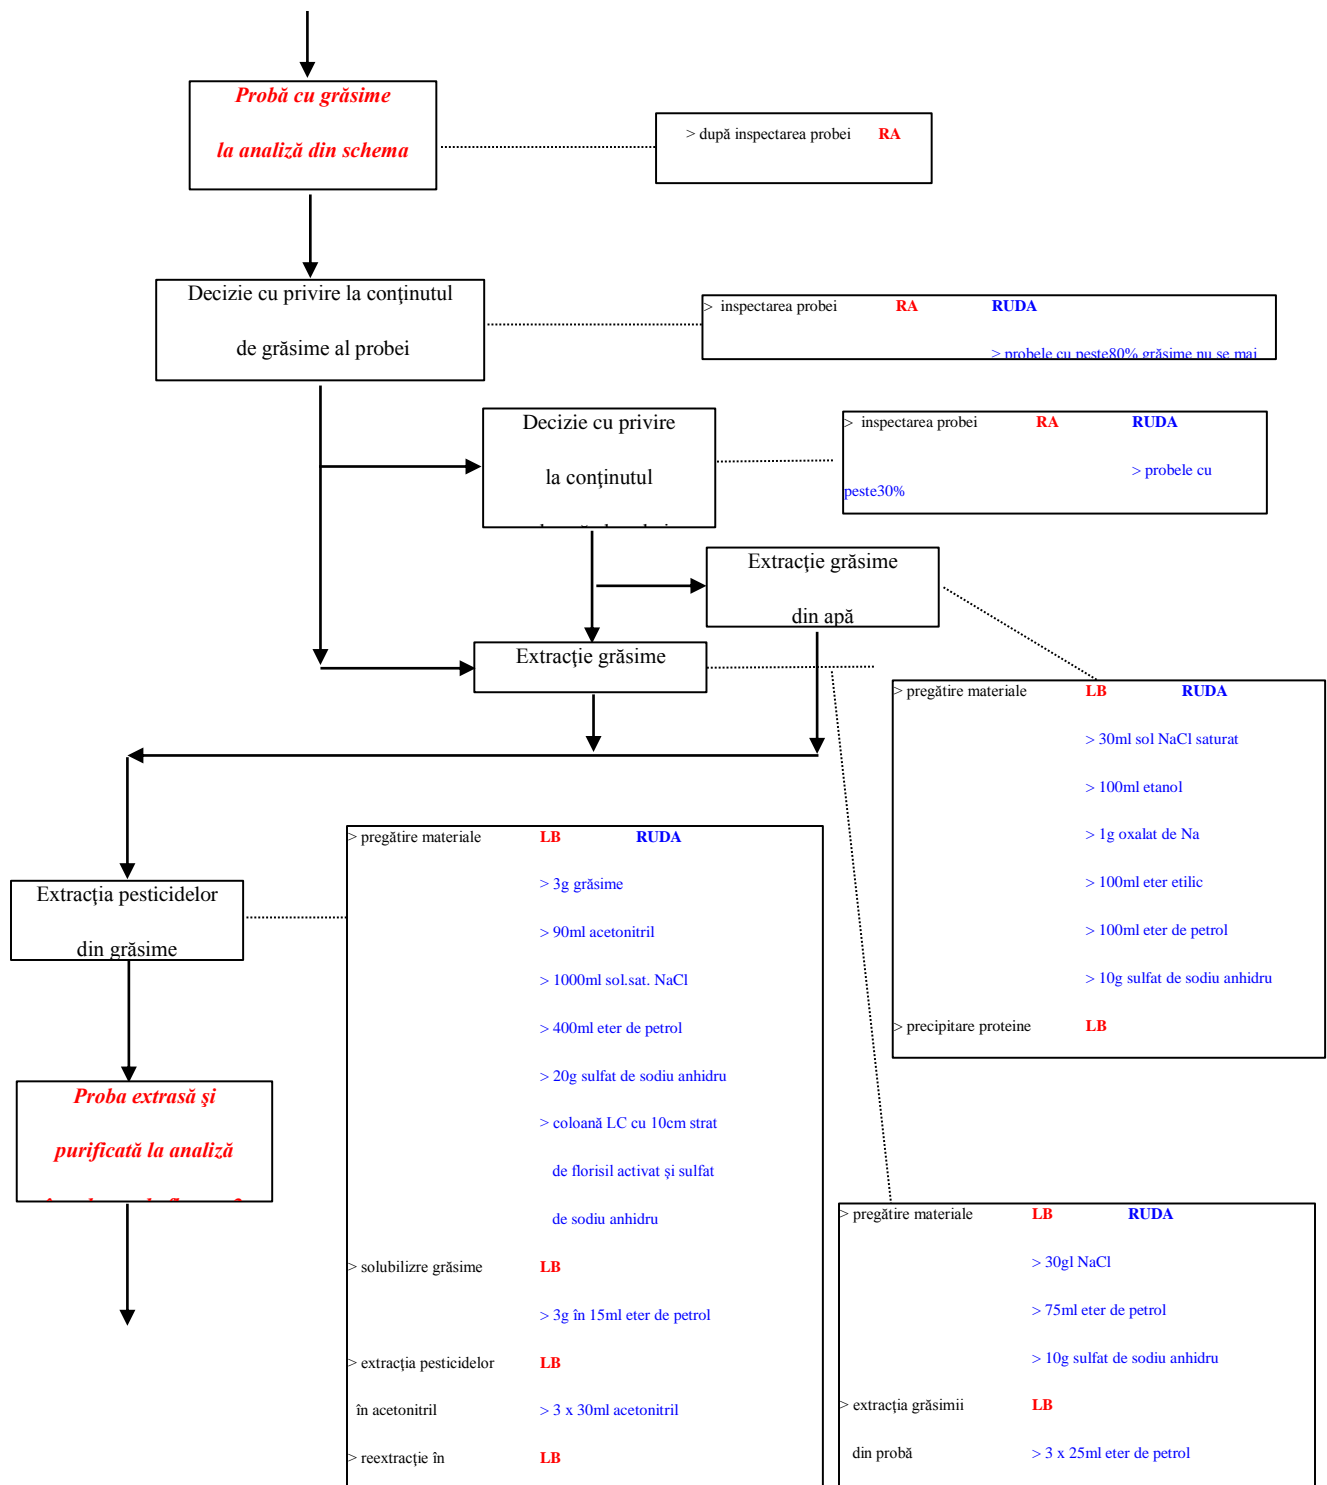 Probă cu grăsime
la analiză din schema
> după inspectarea probei RA
Decizie cu privire la conţinutul
de grăsime al probei
> inspectarea probei RA RUDA
> probele cu peste80% grăsime nu se mai
Decizie cu privire
la conţinutul
> inspectarea probei RA RUDA
> probele cu
peste30%
Extracţie grăsime
din apă
Extracţie grăsime
> pregătire materiale LB RUDA
> 30ml sol NaCl saturat
> 100ml etanol
> 1g oxalat de Na
> 100ml eter etilic
> 100ml eter de petrol
> 10g sulfat de sodiu anhidru
> precipitare proteine LB
Extracţia pesticidelor
din grăsime
> pregătire materiale LB RUDA
> 3g grăsime
> 90ml acetonitril
> 1000ml sol.sat. NaCl
> 400ml eter de petrol
> 20g sulfat de sodiu anhidru
> coloană LC cu 10cm strat
de florisil activat şi sulfat
de sodiu anhidru
> solubilizre grăsime LB
> 3g în 15ml eter de petrol
> extracţia pesticidelor LB
în acetonitril > 3 x 30ml acetonitril
> reextracţie în LB
Proba extrasă şi
purificată la analiză
> pregătire materiale LB RUDA
> 30gl NaCl
> 75ml eter de petrol
> 10g sulfat de sodiu anhidru
> extracţia grăsimii LB
din probă > 3 x 25ml eter de petrol